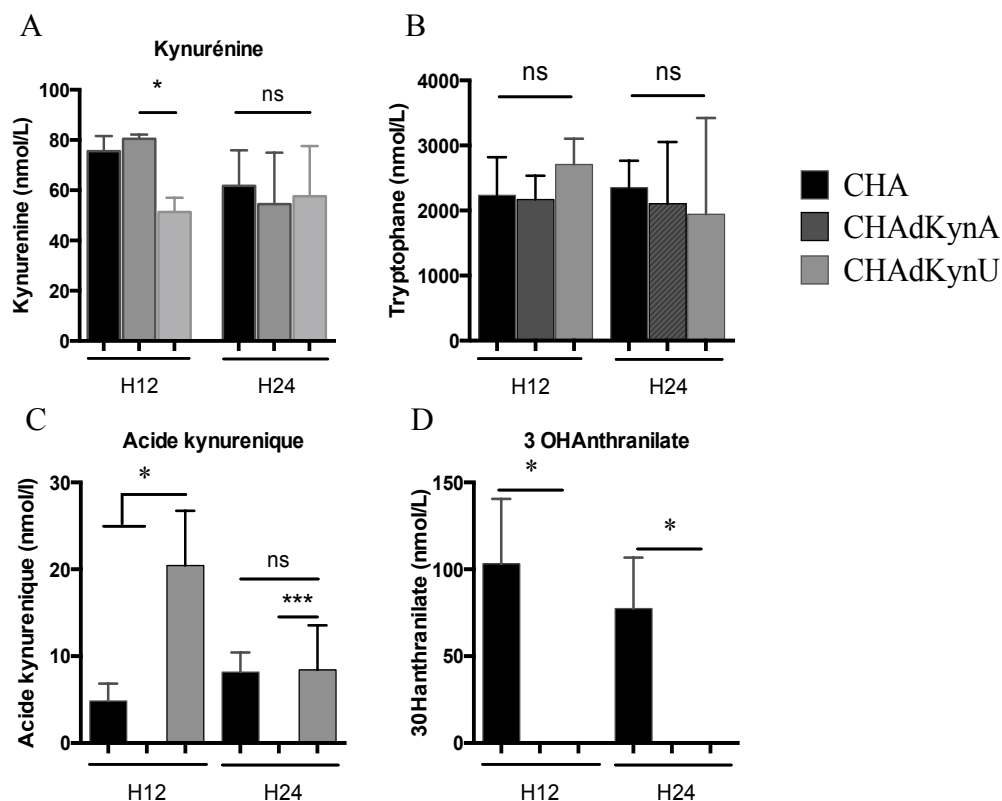 A
Kynurénine
Kynurenine (nmol/L)
100
80
60
40
20
0
*
ns
H12
H24
B
Tryptophane (nmol/L)
4000
3000
2000
1000
0
ns
ns
H12
H24
CHA
CHAdKynA
CHAdKynU
C
Acide kynurenique
Acide kynurenique (nmol/l)
30
20
10
0
*
ns
***
H12
H24
D
3 OHAnthranilate
30Hanthranilate (nmol/L)
150
100
50
0
*
*
H12
H24